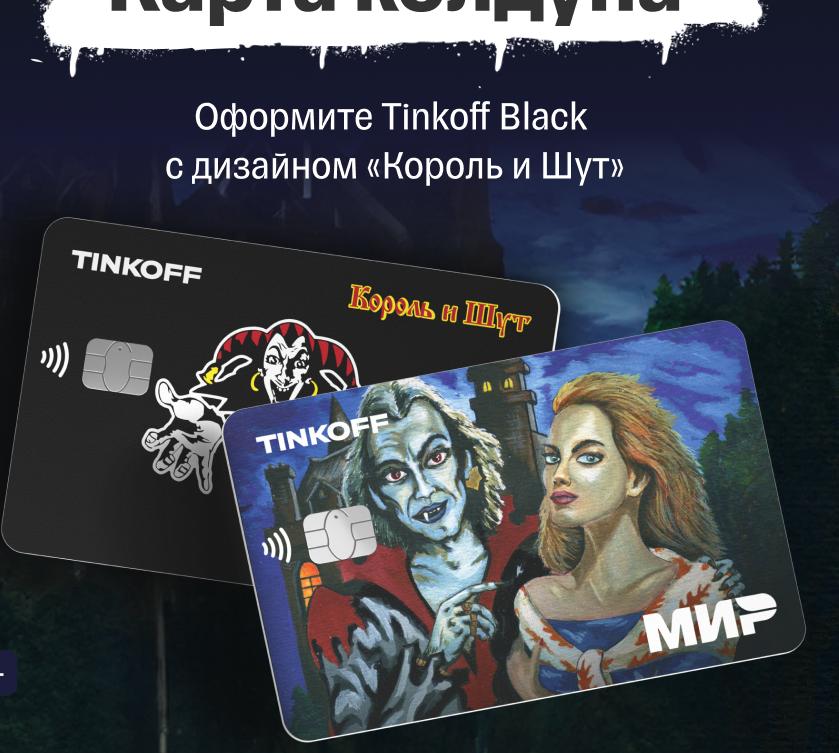 Карта колдуна
Оформите Tinkoff Black
с дизайном «Король и Шут»
TINKOFF
Король и Шут
TINKOFF
МИР